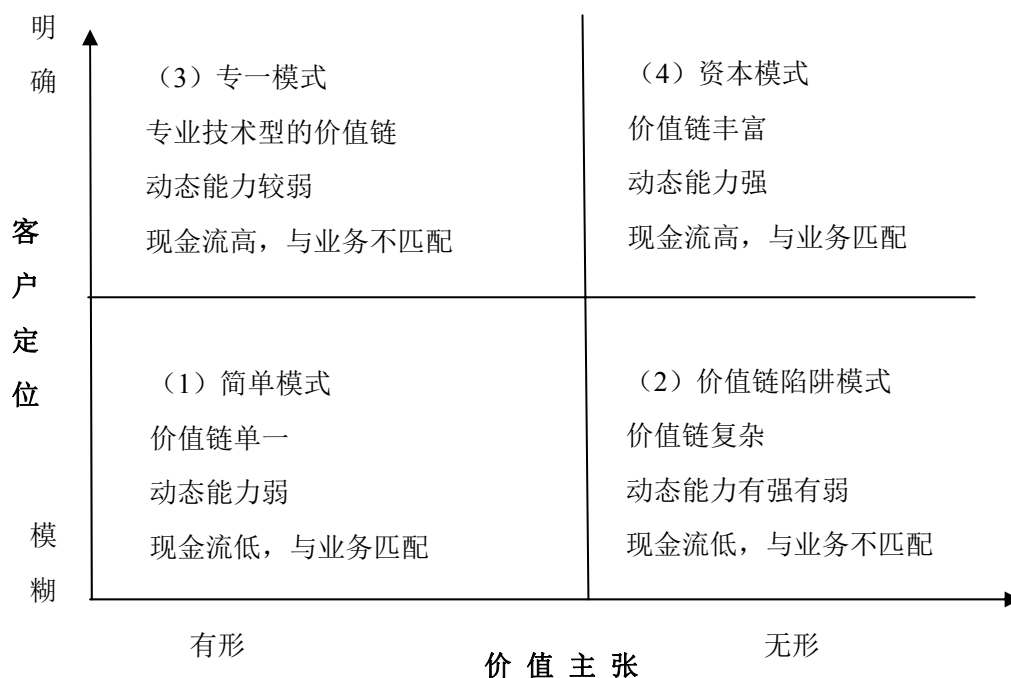 明确
（3）专一模式
专业技术型的价值链
动态能力较弱
现金流高，与业务不匹配
（4）资本模式
价值链丰富
动态能力强
现金流高，与业务匹配
客户定位
（1）简单模式
价值链单一
动态能力弱
现金流低，与业务匹配
（2）价值链陷阱模式
价值链复杂
动态能力有强有弱
现金流低，与业务不匹配
模糊
有形
无形
价值主张